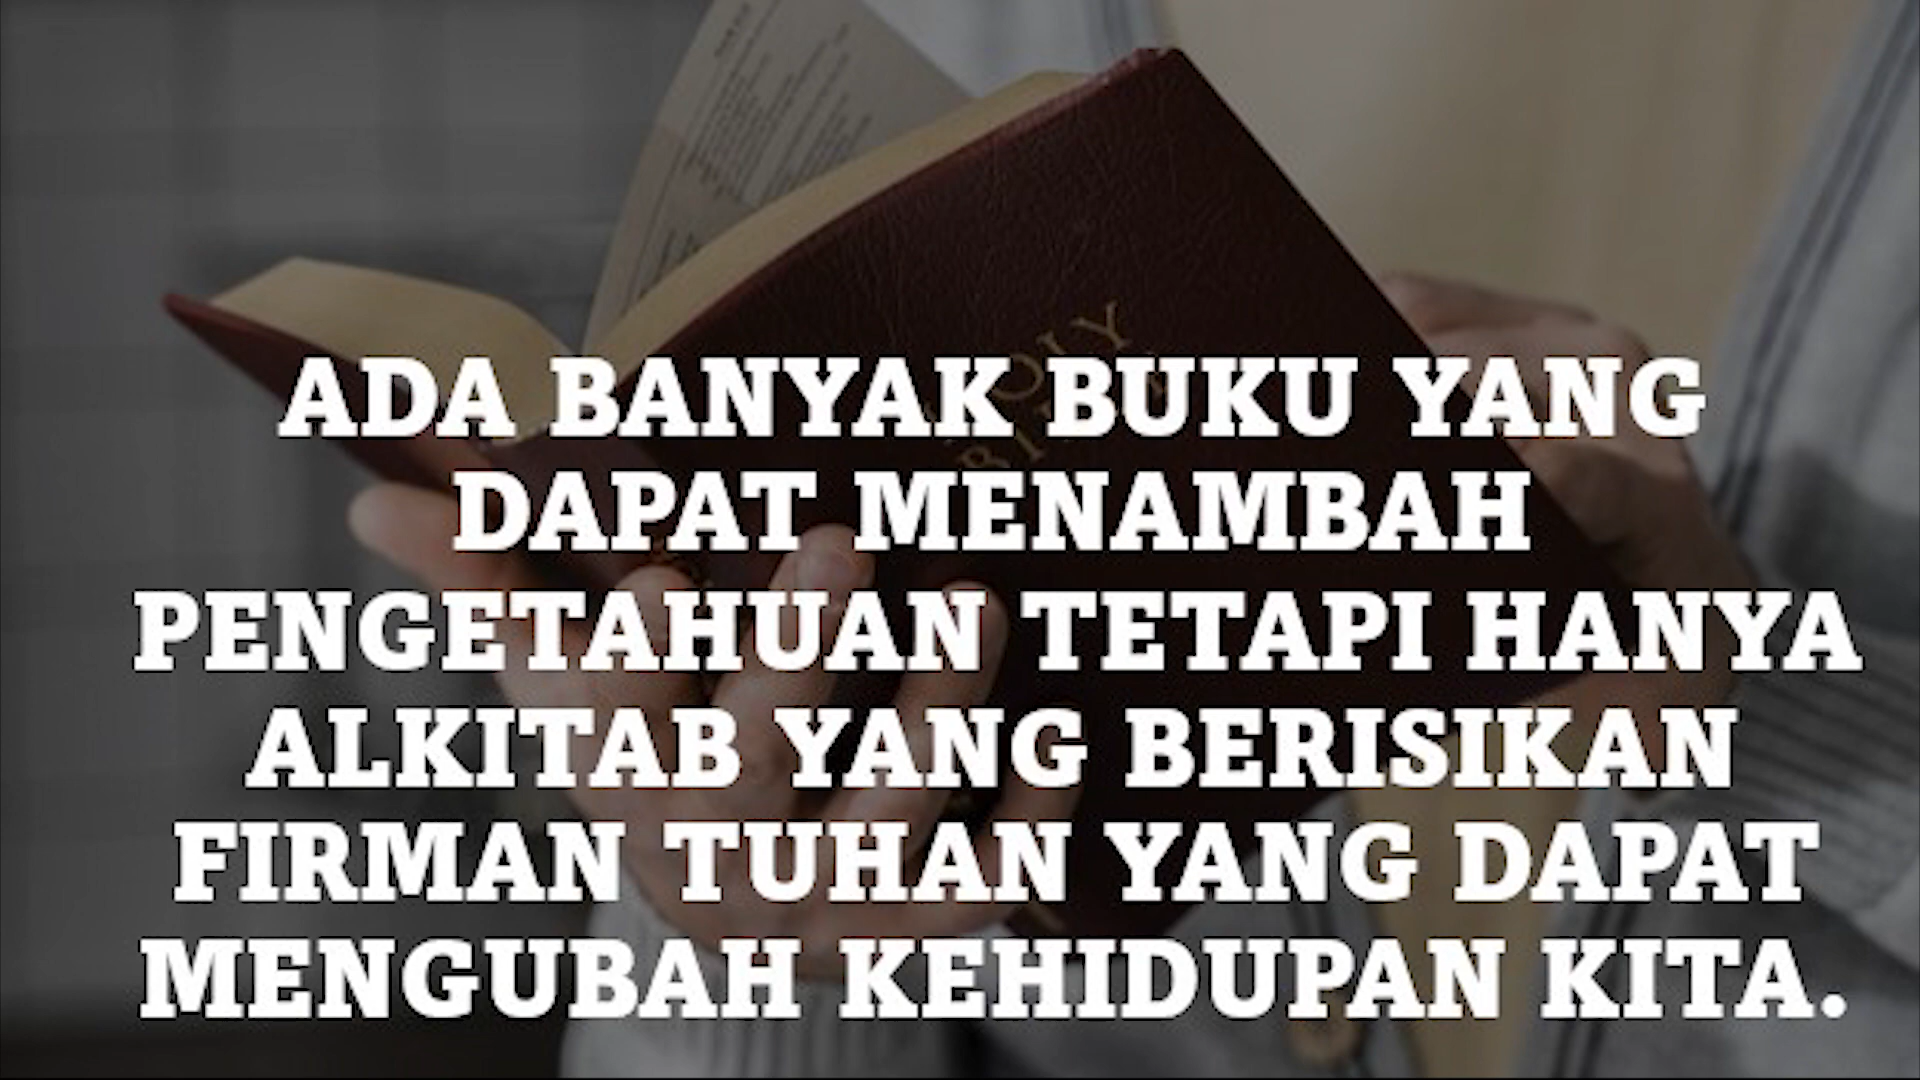 ADA BANYAK BUKU YANG
DAPAT MENAMBAH
PENGETAHUAN TETAPI HANYA
ALKITAB YANG BERISIKAN
FIRMAN TUHAN YANG DAPAT
MENGUBAH KEHIDUPAN KITA.